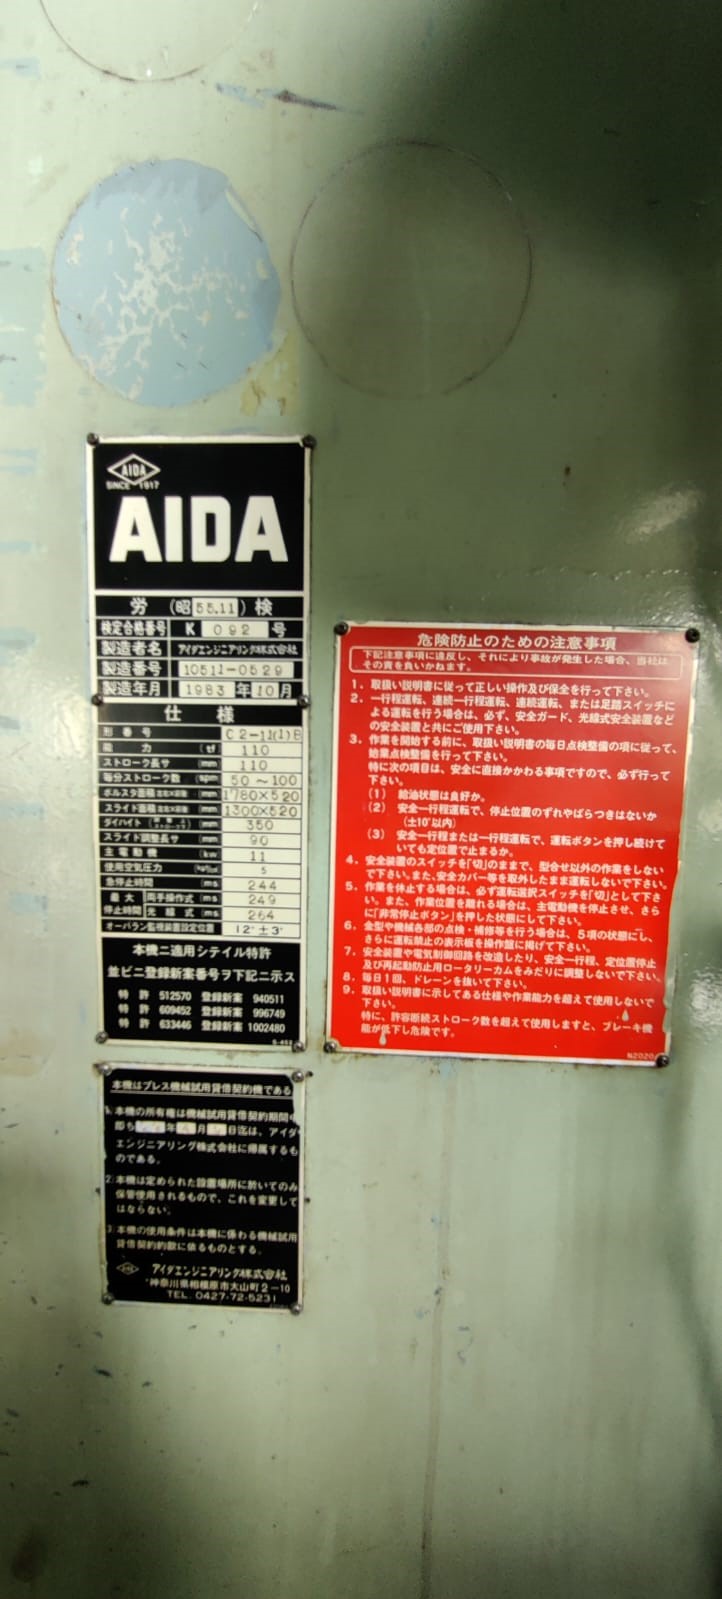 AIDA
SINCE 1917
AIDA
労 (昭 55.11) 検
検定合格番号 K 092 号
製造者名 アイダエンジニアリング株式会社
製造番号 10511-0529
製造年月 1983 年 10 月
仕 様
形番号 C2-11(1)B
能力 (tf) 110
ストローク長サ mm 110
毎分ストローク数 spm 50～100
ボルスタ面積 mm 1780×520
スライド面積 mm 1300×520
ダイハイト mm 350
スライド調整長サ mm 90
主電動機 kw 11
使用空気圧力 5
急停止時間 ms 244
最大停止時間 両手操作式 ms 249
光線式 ms 264
オーバラン監視装置設定位置 12°±3°
本機ニ適用シテイル特許
並ビニ登録新案番号ヲ下記ニ示ス
特許 512570 登録新案 940511
特許 609452 登録新案 996749
特許 633446 登録新案 1002480
危険防止のための注意事項
下記注意事項に違反し、それにより事故が発生した場合、当社は
その責を負いかねます。
1. 取扱い説明書に従って正しい操作及び保全を行って下さい。
2. 一行程運転、連続一行程運転、連続運転、または足踏スイッチに
よる運転を行う場合は、必ず、安全ガード、光線式安全装置など
の安全装置と共にご使用下さい。
3. 作業を開始する前に、取扱い説明書の毎日点検整備の項に従って、
始業点検整備を行って下さい。
特に次の項目は、安全に直接かかわる事項ですので、必ず行って
下さい。
(1) 給油状態は良好か。
(2) 安全一行程運転で、停止位置のずれやばらつきはないか
(±10°以内)
(3) 安全一行程または一行程運転で、運転ボタンを押し続けて
いても定位置で止まるか。
4. 安全装置のスイッチを「切」のままで、型合せ以外の作業をしない
で下さい。また、安全カバー等を取外したまま運転しないで下さい。
5. 作業を休止する場合は、必ず運転選択スイッチを「切」として下さ
い。また、作業位置を離れる場合は、主電動機を停止させ、さら
に「非常停止ボタン」を押した状態にして下さい。
6. 金型や機械各部の点検・補修等を行う場合は、5項の状態にし、
さらに運転禁止の表示板を操作盤に掲げて下さい。
7. 安全装置や電気制御回路を改造したり、安全一行程、定位置停止
及び再起動防止用ロータリーカムをみだりに調整しないで下さい。
8. 毎日1回、ドレーンを抜いて下さい。
9. 取扱い説明書に示してある仕様や作業能力を超えて使用しないで
下さい。
特に、許容断続ストローク数を超えて使用しますと、ブレーキ機
能が低下し危険です。
N2020
本機はプレス機械試用貸借契約機である
1. 本機の所有権は機械試用貸借契約期間中
即ち 年 月 日迄は、アイダ
エンジニアリング株式会社に帰属するも
のである。
2. 本機は定められた設置場所に於いてのみ
保管使用されるもので、これを変更して
はならない。
3. 本機の使用条件は本機に係わる機械試用
貸借契約約款に依るものとする。
アイダエンジニアリング株式会社
神奈川県相模原市大山町2-10
TEL. 0427-72-5231